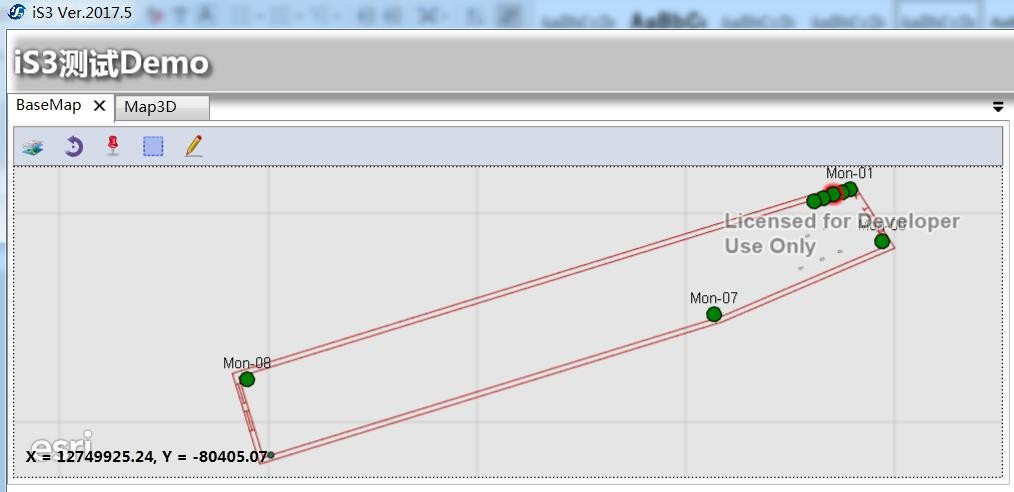 iS3 Ver.2017.5
iS3测试Demo
BaseMap
Map3D
Mon-01
Licensed for Developer
Use Only
Mon-07
Mon-08
esri
X = 12749925.24, Y = -80405.07